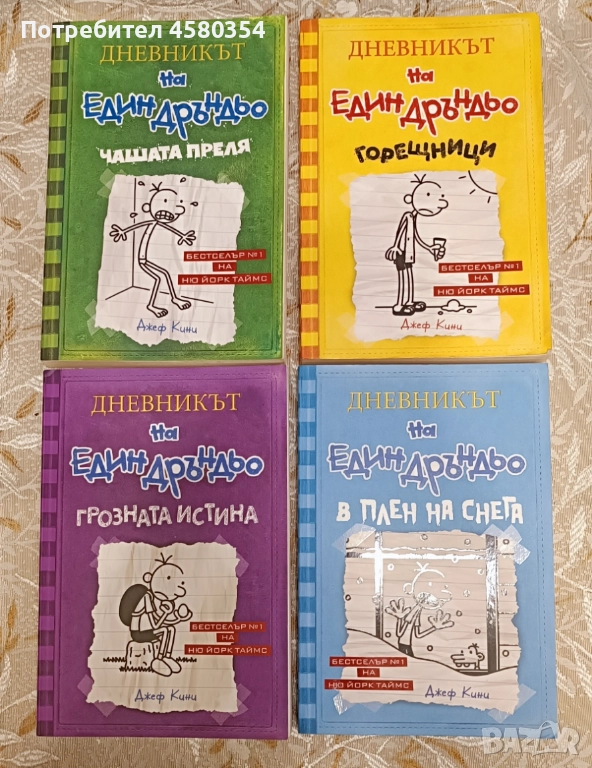 Потребител 4580354
ДНЕВНИКЪТ
на
ЕДИН ДРЪНДЬО
ЧАШАТА ПРЕЛЯ
БЕСТСЕЛЪР №1
НА
НЮ ЙОРК ТАЙМС
Джеф Кини
ДНЕВНИКЪТ
на
ЕДИН ДРЪНДЬО
ГОРЕЩНИЦИ
БЕСТСЕЛЪР №1
НА
НЮ ЙОРК ТАЙМС
Джеф Кини
ДНЕВНИКЪТ
на
ЕДИН ДРЪНДЬО
ГРОЗНАТА ИСТИНА
БЕСТСЕЛЪР №1
НА
НЮ ЙОРК ТАЙМС
Джеф Кини
ДНЕВНИКЪТ
на
ЕДИН ДРЪНДЬО
В ПЛЕН НА СНЕГА
БЕСТСЕЛЪР №1
НА
НЮ ЙОРК ТАЙМС
Джеф Кини
BAZAR